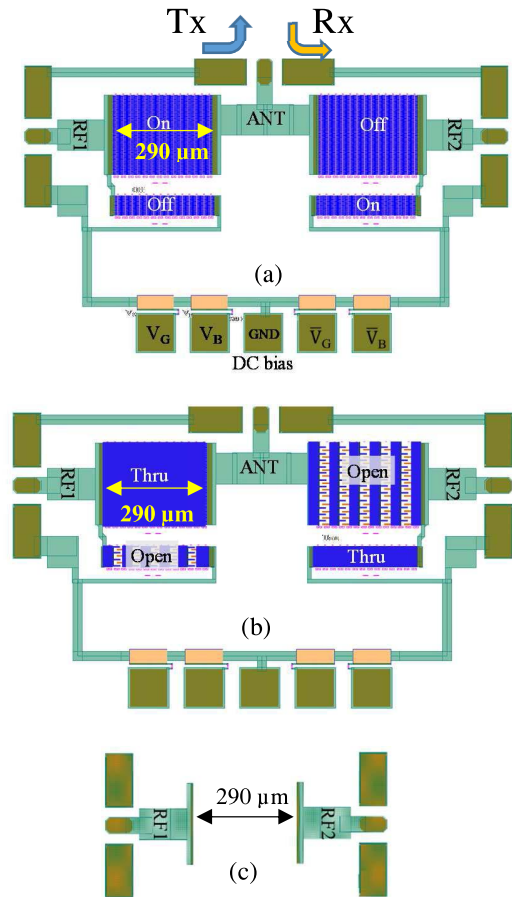 Tx Rx
On
290 µm
ANT
Off
RF1
RF2
Off
Off
On
(a)
V_G
V_B
GND
V̅_G
V̅_B
DC bias
Thru
290 µm
ANT
Open
RF1
RF2
Open
Thru
(b)
290 µm
RF1
RF2
(c)